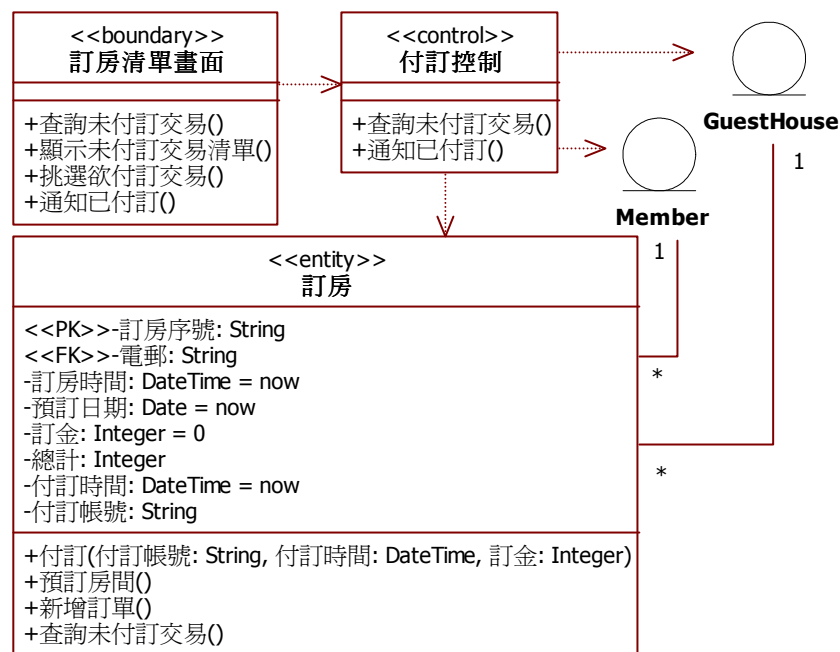 <<boundary>>
訂房清單畫面
+查詢未付訂交易()
+顯示未付訂交易清單()
+挑選欲付訂交易()
+通知已付訂()
<<control>>
付訂控制
+查詢未付訂交易()
+通知已付訂()
GuestHouse
1
Member
1
<<entity>>
訂房
<<PK>>-訂房序號: String
<<FK>>-電郵: String
-訂房時間: DateTime = now
-預訂日期: Date = now
-訂金: Integer = 0
-總計: Integer
-付訂時間: DateTime = now
-付訂帳號: String
*
*
+付訂(付訂帳號: String, 付訂時間: DateTime, 訂金: Integer)
+預訂房間()
+新增訂單()
+查詢未付訂交易()